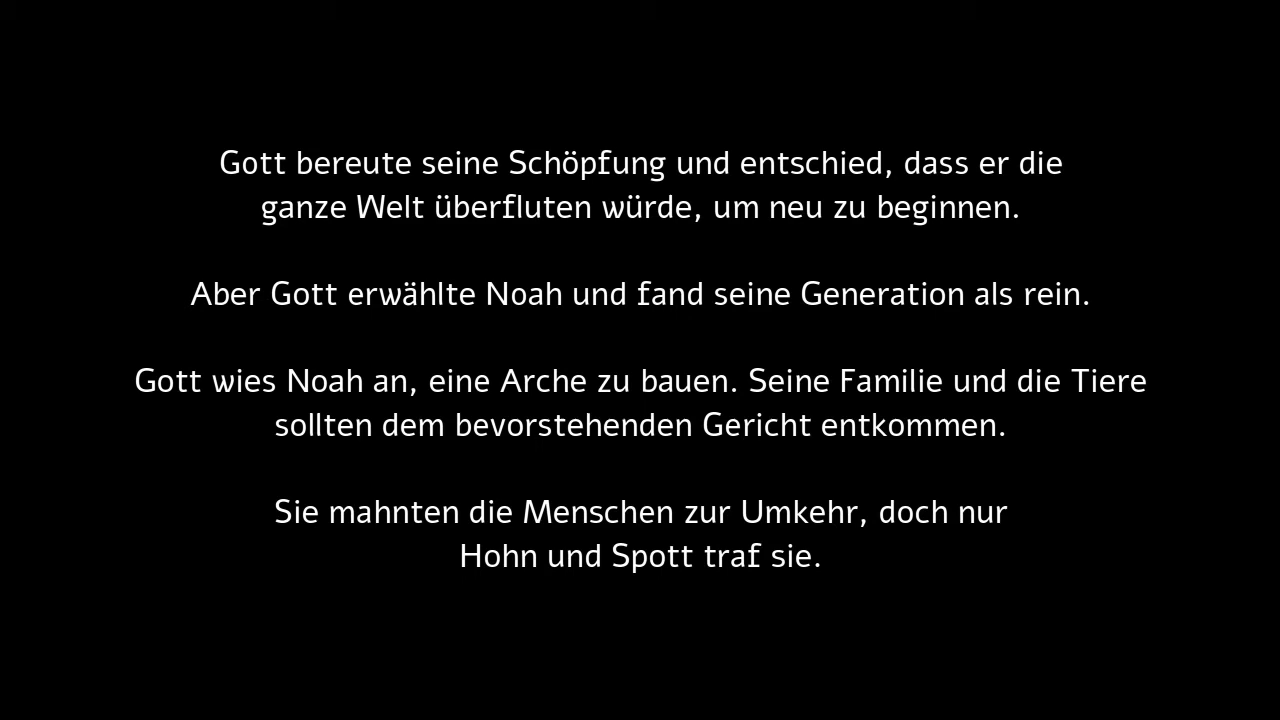 Gott bereute seine Schöpfung und entschied, dass er die
ganze Welt überfluten würde, um neu zu beginnen.
Aber Gott erwählte Noah und fand seine Generation als rein.
Gott wies Noah an, eine Arche zu bauen. Seine Familie und die Tiere
sollten dem bevorstehenden Gericht entkommen.
Sie mahnten die Menschen zur Umkehr, doch nur
Hohn und Spott traf sie.